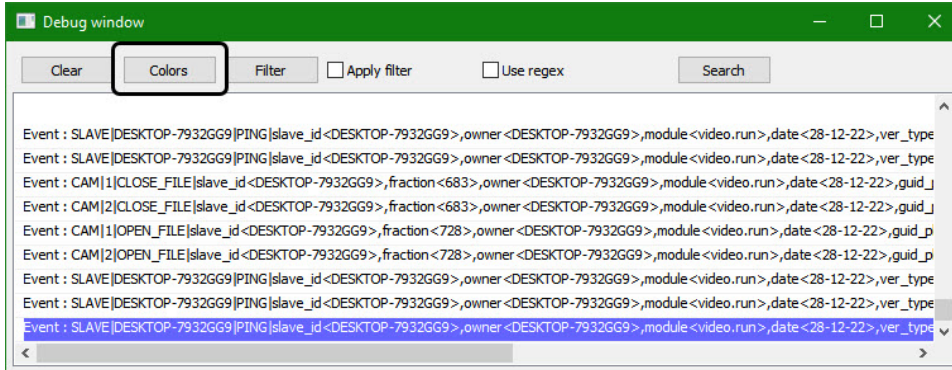 Debug window
Clear Colors Filter Apply filter Use regex Search
Event : SLAVE|DESKTOP-7932GG9|PING|slave_id<DESKTOP-7932GG9>,owner<DESKTOP-7932GG9>,module<video.run>,date<28-12-22>,ver_type
Event : SLAVE|DESKTOP-7932GG9|PING|slave_id<DESKTOP-7932GG9>,owner<DESKTOP-7932GG9>,module<video.run>,date<28-12-22>,ver_type
Event : CAM|1|CLOSE_FILE|slave_id<DESKTOP-7932GG9>,fraction<683>,owner<DESKTOP-7932GG9>,module<video.run>,date<28-12-22>,guid_
Event : CAM|2|CLOSE_FILE|slave_id<DESKTOP-7932GG9>,fraction<683>,owner<DESKTOP-7932GG9>,module<video.run>,date<28-12-22>,guid_
Event : CAM|1|OPEN_FILE|slave_id<DESKTOP-7932GG9>,fraction<728>,owner<DESKTOP-7932GG9>,module<video.run>,date<28-12-22>,guid_p
Event : CAM|2|OPEN_FILE|slave_id<DESKTOP-7932GG9>,fraction<728>,owner<DESKTOP-7932GG9>,module<video.run>,date<28-12-22>,guid_p
Event : SLAVE|DESKTOP-7932GG9|PING|slave_id<DESKTOP-7932GG9>,owner<DESKTOP-7932GG9>,module<video.run>,date<28-12-22>,ver_type
Event : SLAVE|DESKTOP-7932GG9|PING|slave_id<DESKTOP-7932GG9>,owner<DESKTOP-7932GG9>,module<video.run>,date<28-12-22>,ver_type
Event : SLAVE|DESKTOP-7932GG9|PING|slave_id<DESKTOP-7932GG9>,owner<DESKTOP-7932GG9>,module<video.run>,date<28-12-22>,ver_type